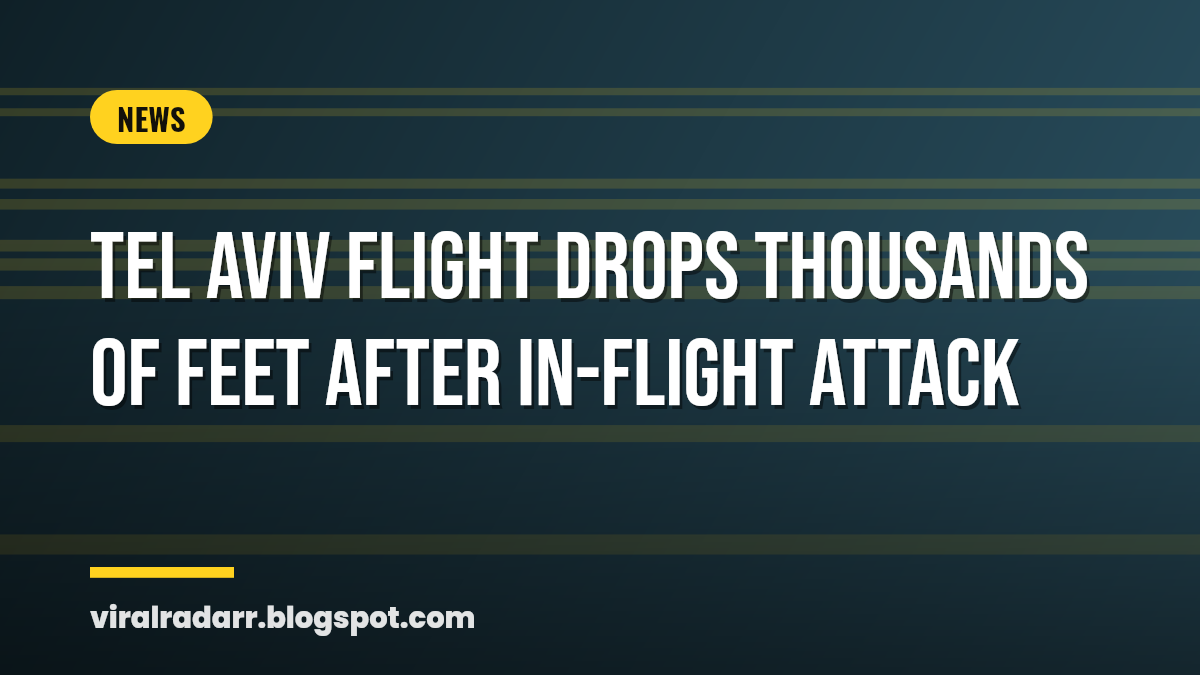 NEWS
TEL AVIV FLIGHT DROPS THOUSANDS
OF FEET AFTER IN-FLIGHT ATTACK
viralradarr.blogspot.com